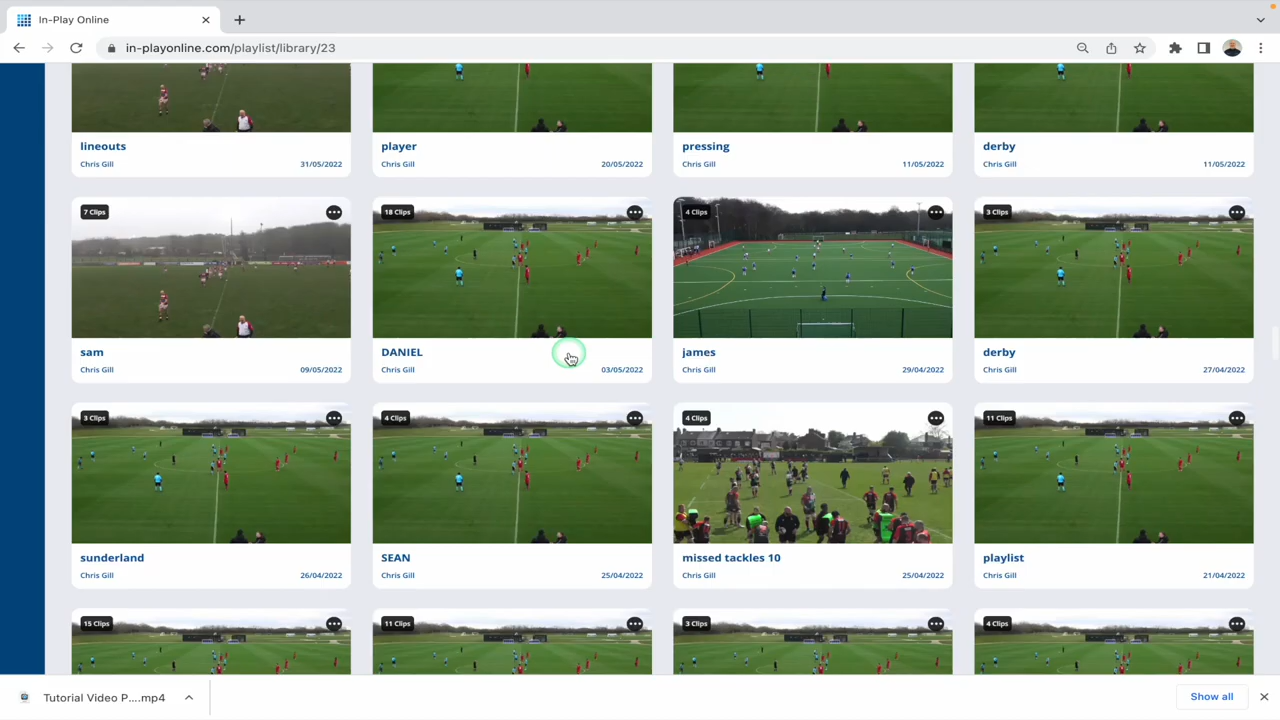 In-Play Online
in-playonline.com/playlist/library/23
lineouts
Chris Gill 31/05/2022
player
Chris Gill 20/05/2022
pressing
Chris Gill 11/05/2022
derby
Chris Gill 11/05/2022
7 Clips
sam
Chris Gill 09/05/2022
18 Clips
DANIEL
Chris Gill 03/05/2022
4 Clips
james
Chris Gill 29/04/2022
3 Clips
derby
Chris Gill 27/04/2022
3 Clips
sunderland
Chris Gill 26/04/2022
4 Clips
SEAN
Chris Gill 25/04/2022
4 Clips
missed tackles 10
Chris Gill 25/04/2022
11 Clips
playlist
Chris Gill 21/04/2022
15 Clips
11 Clips
3 Clips
4 Clips
Tutorial Video P....mp4
Show all